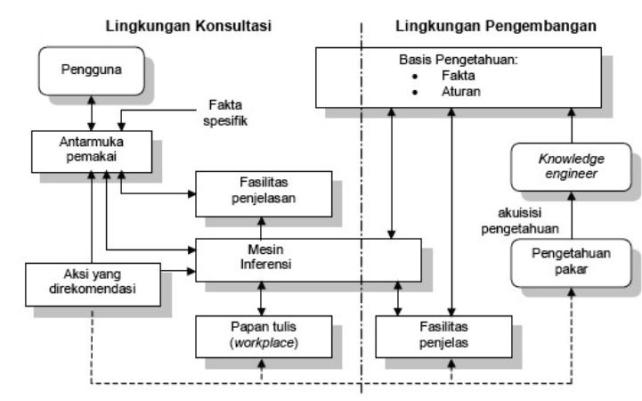 Lingkungan Konsultasi
Lingkungan Pengembangan
Pengguna
Basis Pengetahuan:
• Fakta
• Aturan
Fakta
spesifik
Antarmuka
pemakai
Knowledge
engineer
Fasilitas
penjelasan
akuisisi
pengetahuan
Mesin
Inferensi
Pengetahuan
pakar
Aksi yang
direkomendasi
Papan tulis
(workplace)
Fasilitas
penjelas